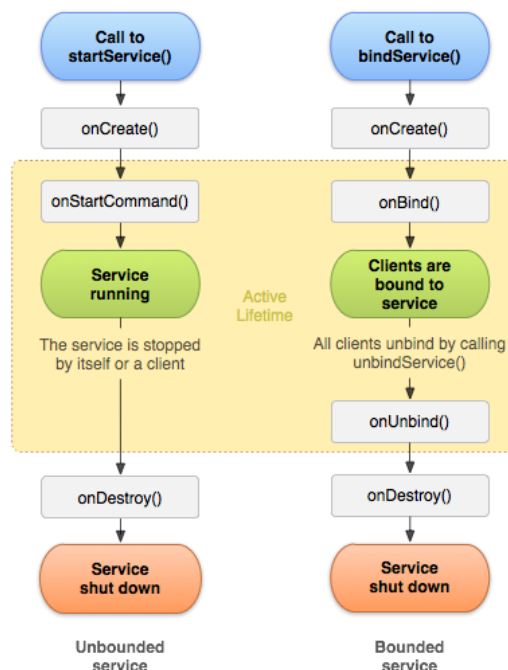 Call to
startService()
onCreate()
onStartCommand()
Service
running
The service is stopped
by itself or a client
onDestroy()
Service
shut down
Unbounded
service
Active
Lifetime
Call to
bindService()
onCreate()
onBind()
Clients are
bound to
service
All clients unbind by calling
unbindService()
onUnbind()
onDestroy()
Service
shut down
Bounded
service